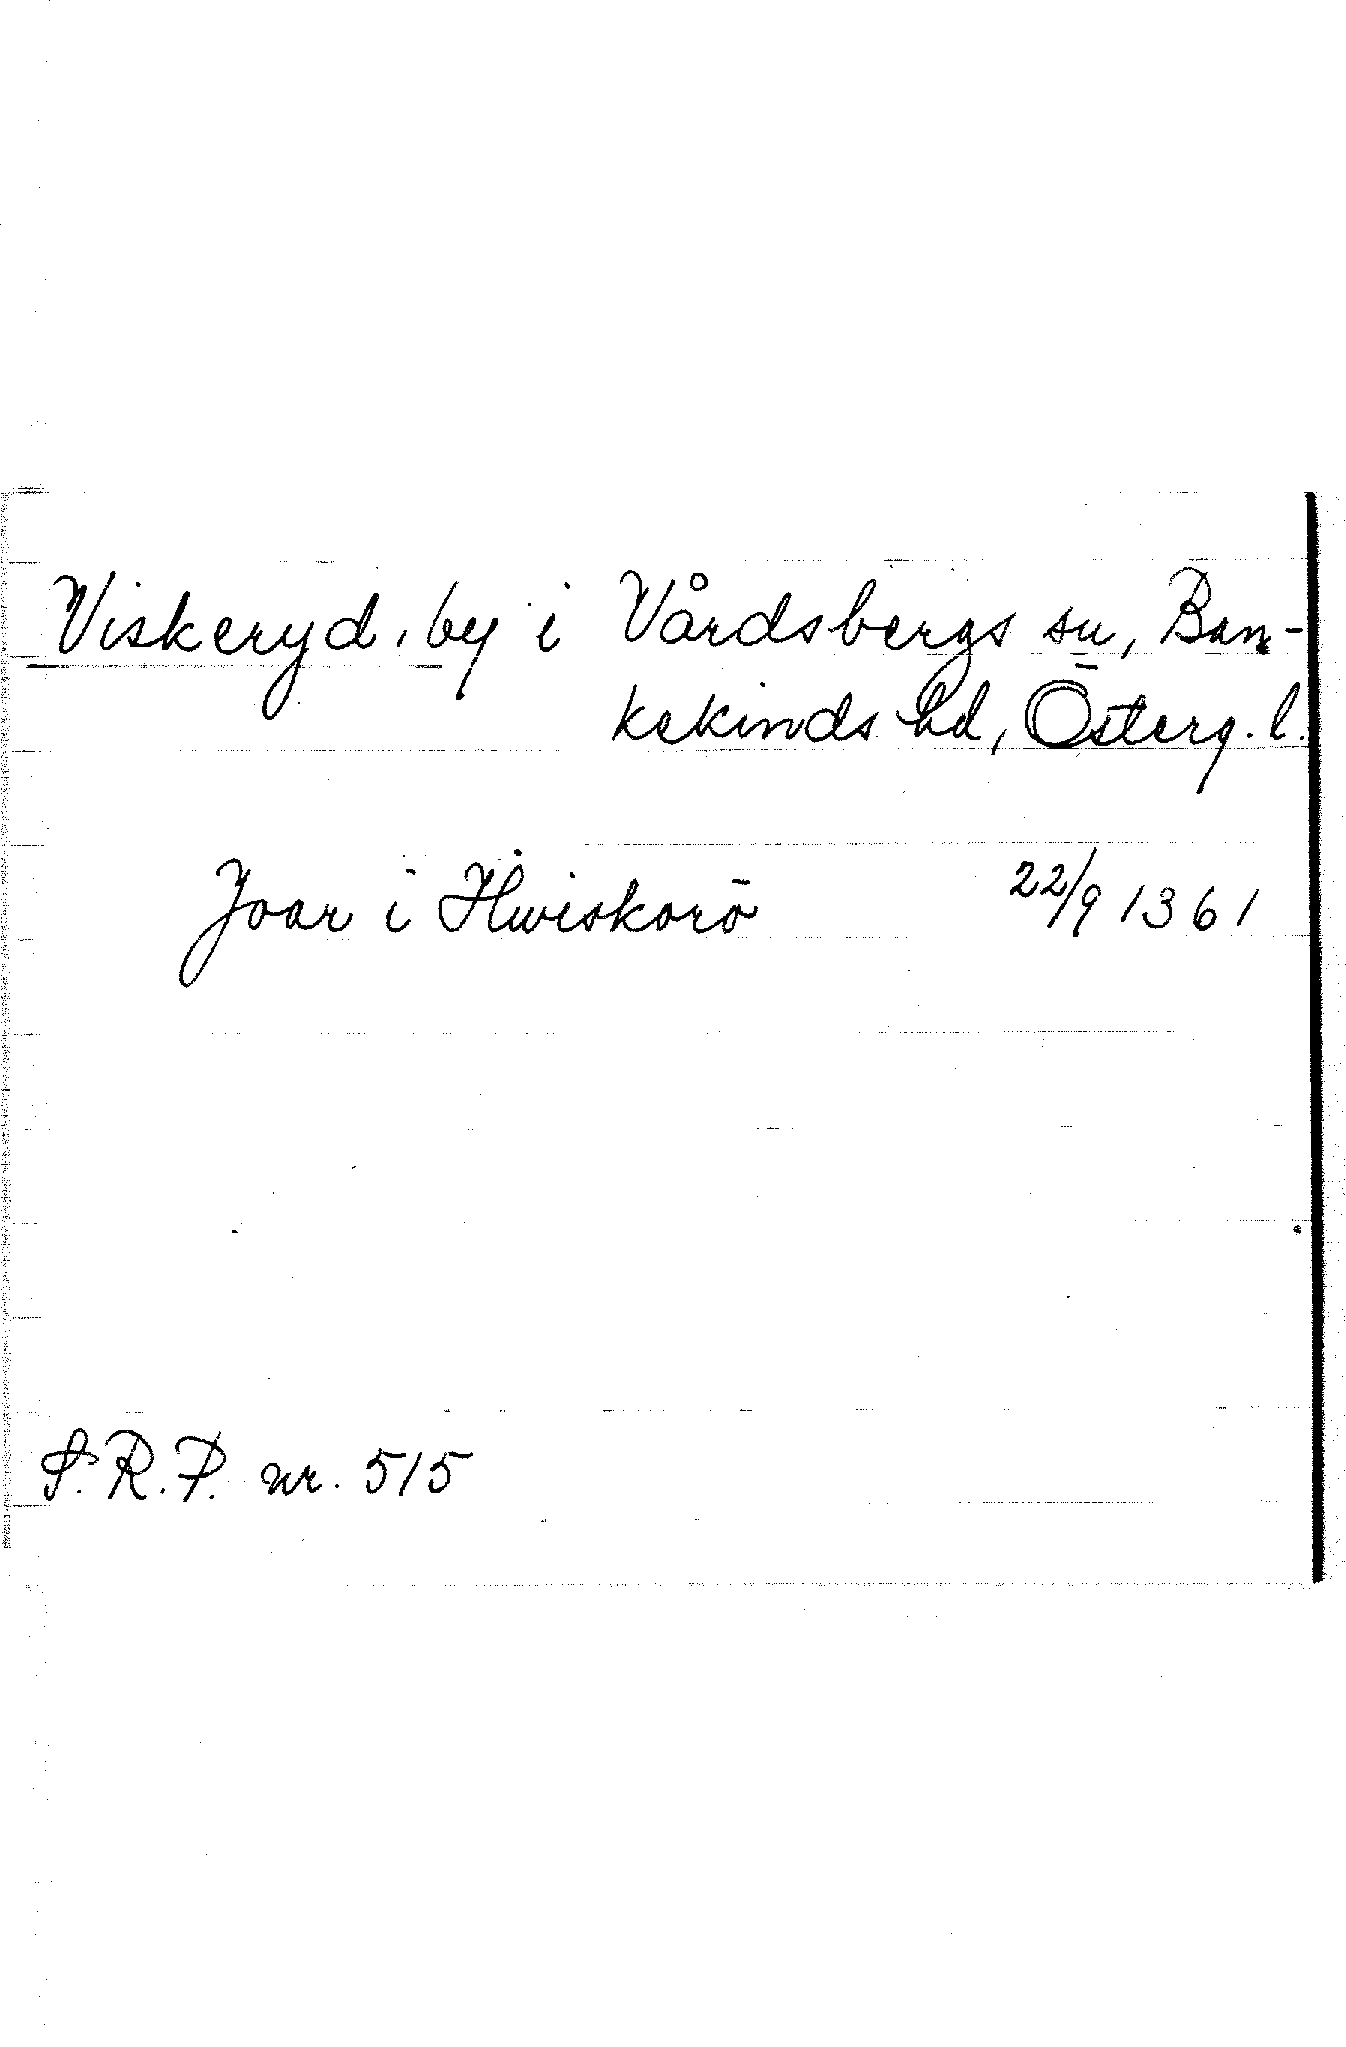 Viskeryd, by i Vårdsbergs sn, Ban-
kekinds hd, Österg. l.
Joar i Hwiskorö 22/9 1361
S.R.P. nr. 515